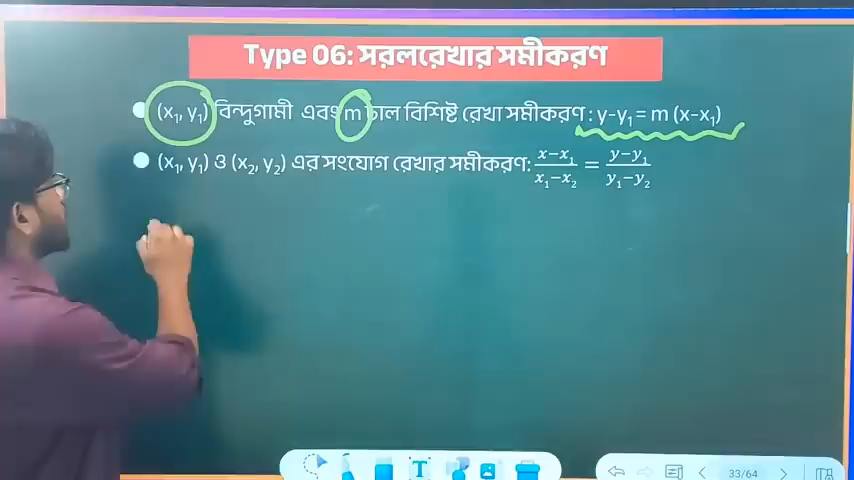 Type 06: সরলরেখার সমীকরণ
(x₁, y₁) বিন্দুগামী এবং m ঢাল বিশিষ্ট রেখা সমীকরণ : y-y₁ = m (x-x₁)
(x₁, y₁) ও (x₂, y₂) এর সংযোগ রেখার সমীকরণ: x−x₁/x₁−x₂ = y−y₁/y₁−y₂
T
33/64